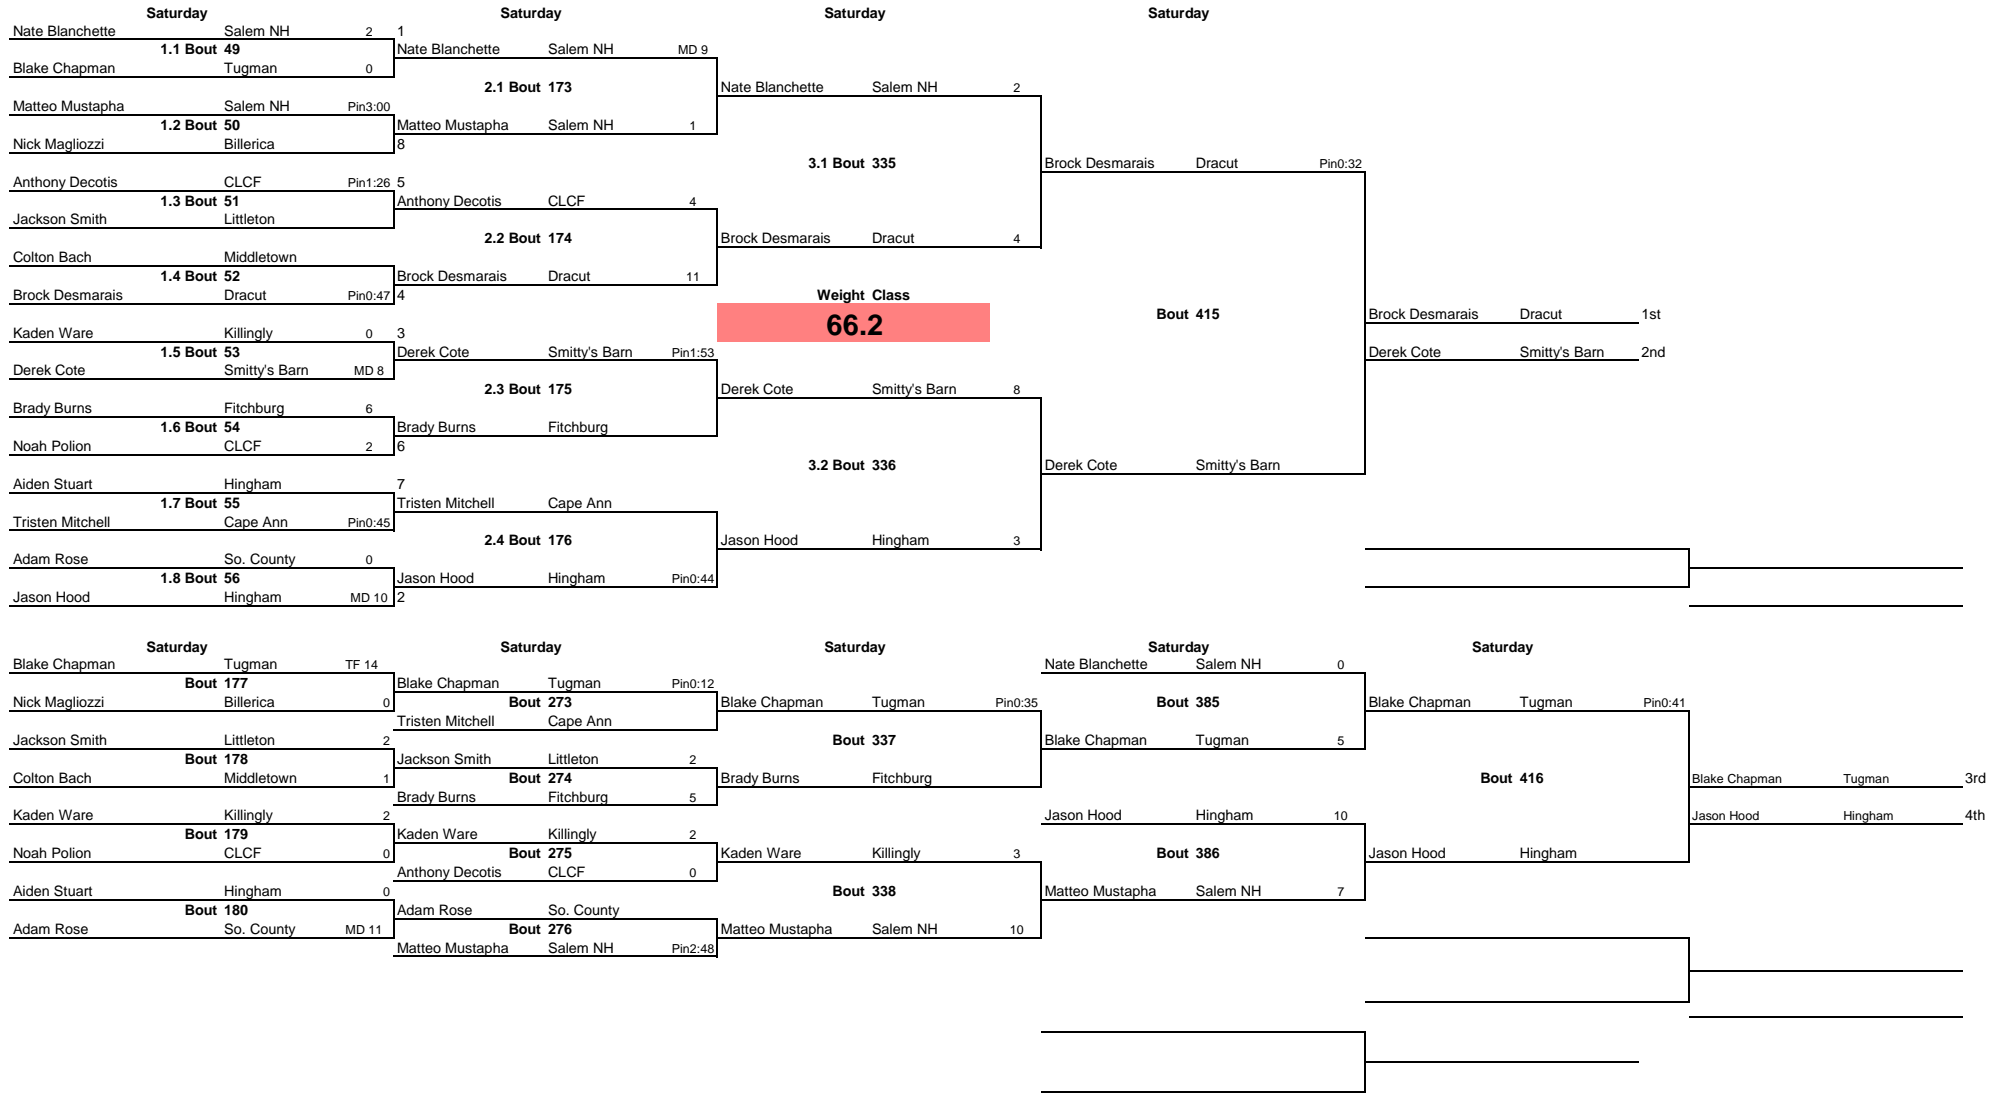 Saturday Saturday Saturday Saturday
Nate Blanchette Salem NH 2 1
1.1 Bout 49 Nate Blanchette Salem NH MD 9
Blake Chapman Tugman 0
2.1 Bout 173 Nate Blanchette Salem NH 2
Matteo Mustapha Salem NH Pin3:00
1.2 Bout 50 Matteo Mustapha Salem NH 1
Nick Magliozzi Billerica 8
3.1 Bout 335 Brock Desmarais Dracut Pin0:32
Anthony Decotis CLCF Pin1:26 5
1.3 Bout 51 Anthony Decotis CLCF 4
Jackson Smith Littleton
2.2 Bout 174 Brock Desmarais Dracut 4
Colton Bach Middletown
1.4 Bout 52 Brock Desmarais Dracut 11
Brock Desmarais Dracut Pin0:47 4 Weight Class
66.2 Bout 415 Brock Desmarais Dracut 1st
Kaden Ware Killingly 0 3
1.5 Bout 53 Derek Cote Smitty's Barn Pin1:53 Derek Cote Smitty's Barn 2nd
Derek Cote Smitty's Barn MD 8
2.3 Bout 175 Derek Cote Smitty's Barn 8
Brady Burns Fitchburg 6
1.6 Bout 54 Brady Burns Fitchburg
Noah Polion CLCF 2 6
3.2 Bout 336 Derek Cote Smitty's Barn
Aiden Stuart Hingham 7
1.7 Bout 55 Tristen Mitchell Cape Ann
Tristen Mitchell Cape Ann Pin0:45
2.4 Bout 176 Jason Hood Hingham 3
Adam Rose So. County 0
1.8 Bout 56 Jason Hood Hingham Pin0:44
Jason Hood Hingham MD 10 2
Saturday Saturday Saturday Saturday Saturday
Blake Chapman Tugman TF 14 Nate Blanchette Salem NH 0
Bout 177 Blake Chapman Tugman Pin0:12
Nick Magliozzi Billerica 0 Bout 273 Blake Chapman Tugman Pin0:35 Bout 385 Blake Chapman Tugman Pin0:41
Tristen Mitchell Cape Ann
Jackson Smith Littleton 2 Bout 337 Blake Chapman Tugman 5
Bout 178 Jackson Smith Littleton 2
Colton Bach Middletown 1 Bout 274 Brady Burns Fitchburg Bout 416 Blake Chapman Tugman 3rd
Brady Burns Fitchburg 5
Kaden Ware Killingly 2 Jason Hood Hingham 10 Jason Hood Hingham 4th
Bout 179 Kaden Ware Killingly 2
Noah Polion CLCF 0 Bout 275 Kaden Ware Killingly 3 Bout 386 Jason Hood Hingham
Anthony Decotis CLCF 0
Aiden Stuart Hingham 0 Bout 338 Matteo Mustapha Salem NH 7
Bout 180 Adam Rose So. County
Adam Rose So. County MD 11 Bout 276 Matteo Mustapha Salem NH 10
Matteo Mustapha Salem NH Pin2:48